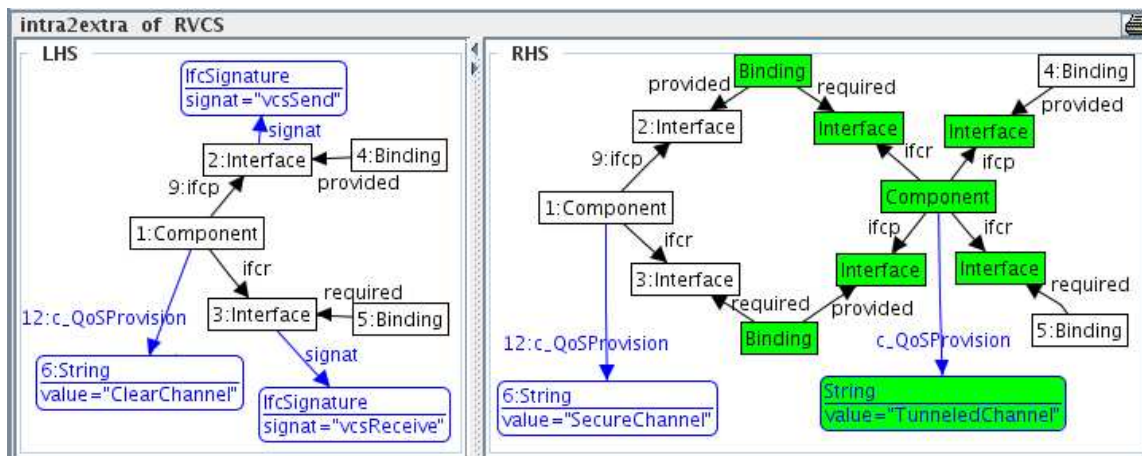 intra2extra of RVCS
LHS
IfcSignature
signat="vcsSend"
signat
2:Interface
4:Binding
provided
9:ifcp
1:Component
ifcr
required
3:Interface
5:Binding
12:c_QoSProvision
signat
6:String
value="ClearChannel"
IfcSignature
signat="vcsReceive"
RHS
Binding
4:Binding
provided
required
provided
2:Interface
Interface
Interface
9:ifcp
ifcr
ifcp
Component
1:Component
ifcr
ifcp
ifcr
3:Interface
Interface
Interface
required
provided
Binding
5:Binding
12:c_QoSProvision
c_QoSProvision
6:String
value="SecureChannel"
String
value="TunneledChannel"